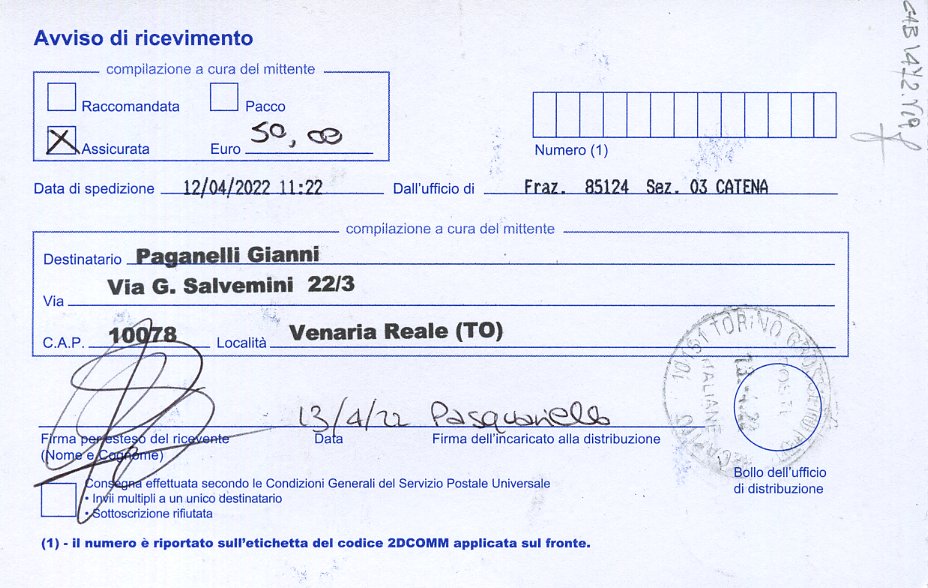 Avviso di ricevimento
compilazione a cura del mittente
Raccomandata Pacco
X Assicurata Euro 50,00
Numero (1)
Data di spedizione 12/04/2022 11:22 Dall'ufficio di Fraz. 85124 Sez. 03 CATENA
compilazione a cura del mittente
Destinatario Paganelli Gianni
Via Via G. Salvemini 22/3
C.A.P. 10078 Località Venaria Reale (TO)
13/4/22 Pasquariello
Firma per esteso del ricevente Data Firma dell'incaricato alla distribuzione
(Nome e Cognome)
10151 TORINO
POSTE
ITALIANE
RECAPITO
Bollo dell'ufficio
di distribuzione
Consegna effettuata secondo le Condizioni Generali del Servizio Postale Universale
• Invii multipli a un unico destinatario
• Sottoscrizione rifiutata
(1) - il numero è riportato sull'etichetta del codice 2DCOMM applicata sul fronte.